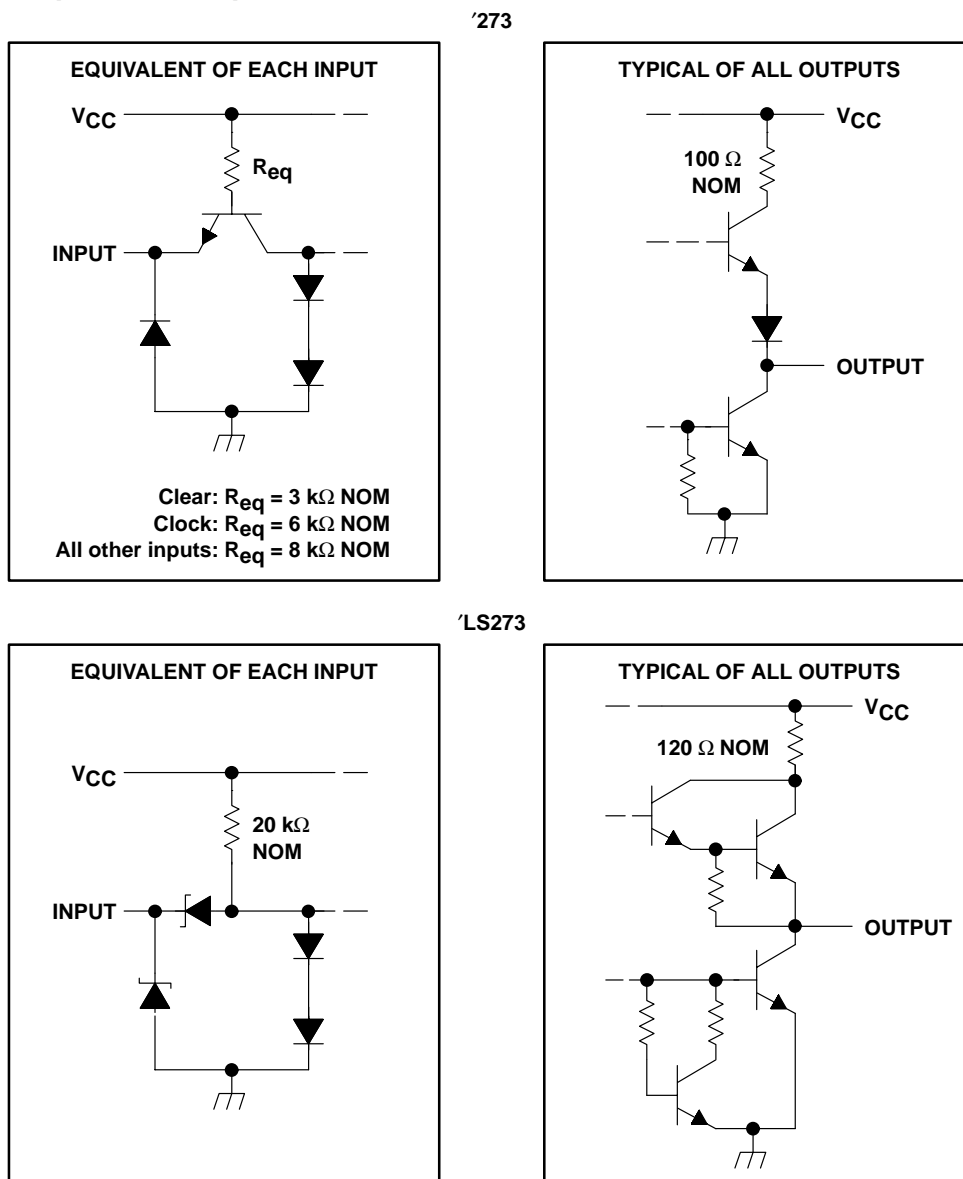 ′273
EQUIVALENT OF EACH INPUT
VCC
Req
INPUT
Clear: Req = 3 kΩ NOM
Clock: Req = 6 kΩ NOM
All other inputs: Req = 8 kΩ NOM
TYPICAL OF ALL OUTPUTS
VCC
100 Ω
NOM
OUTPUT
′LS273
EQUIVALENT OF EACH INPUT
VCC
20 kΩ
NOM
INPUT
TYPICAL OF ALL OUTPUTS
VCC
120 Ω NOM
OUTPUT